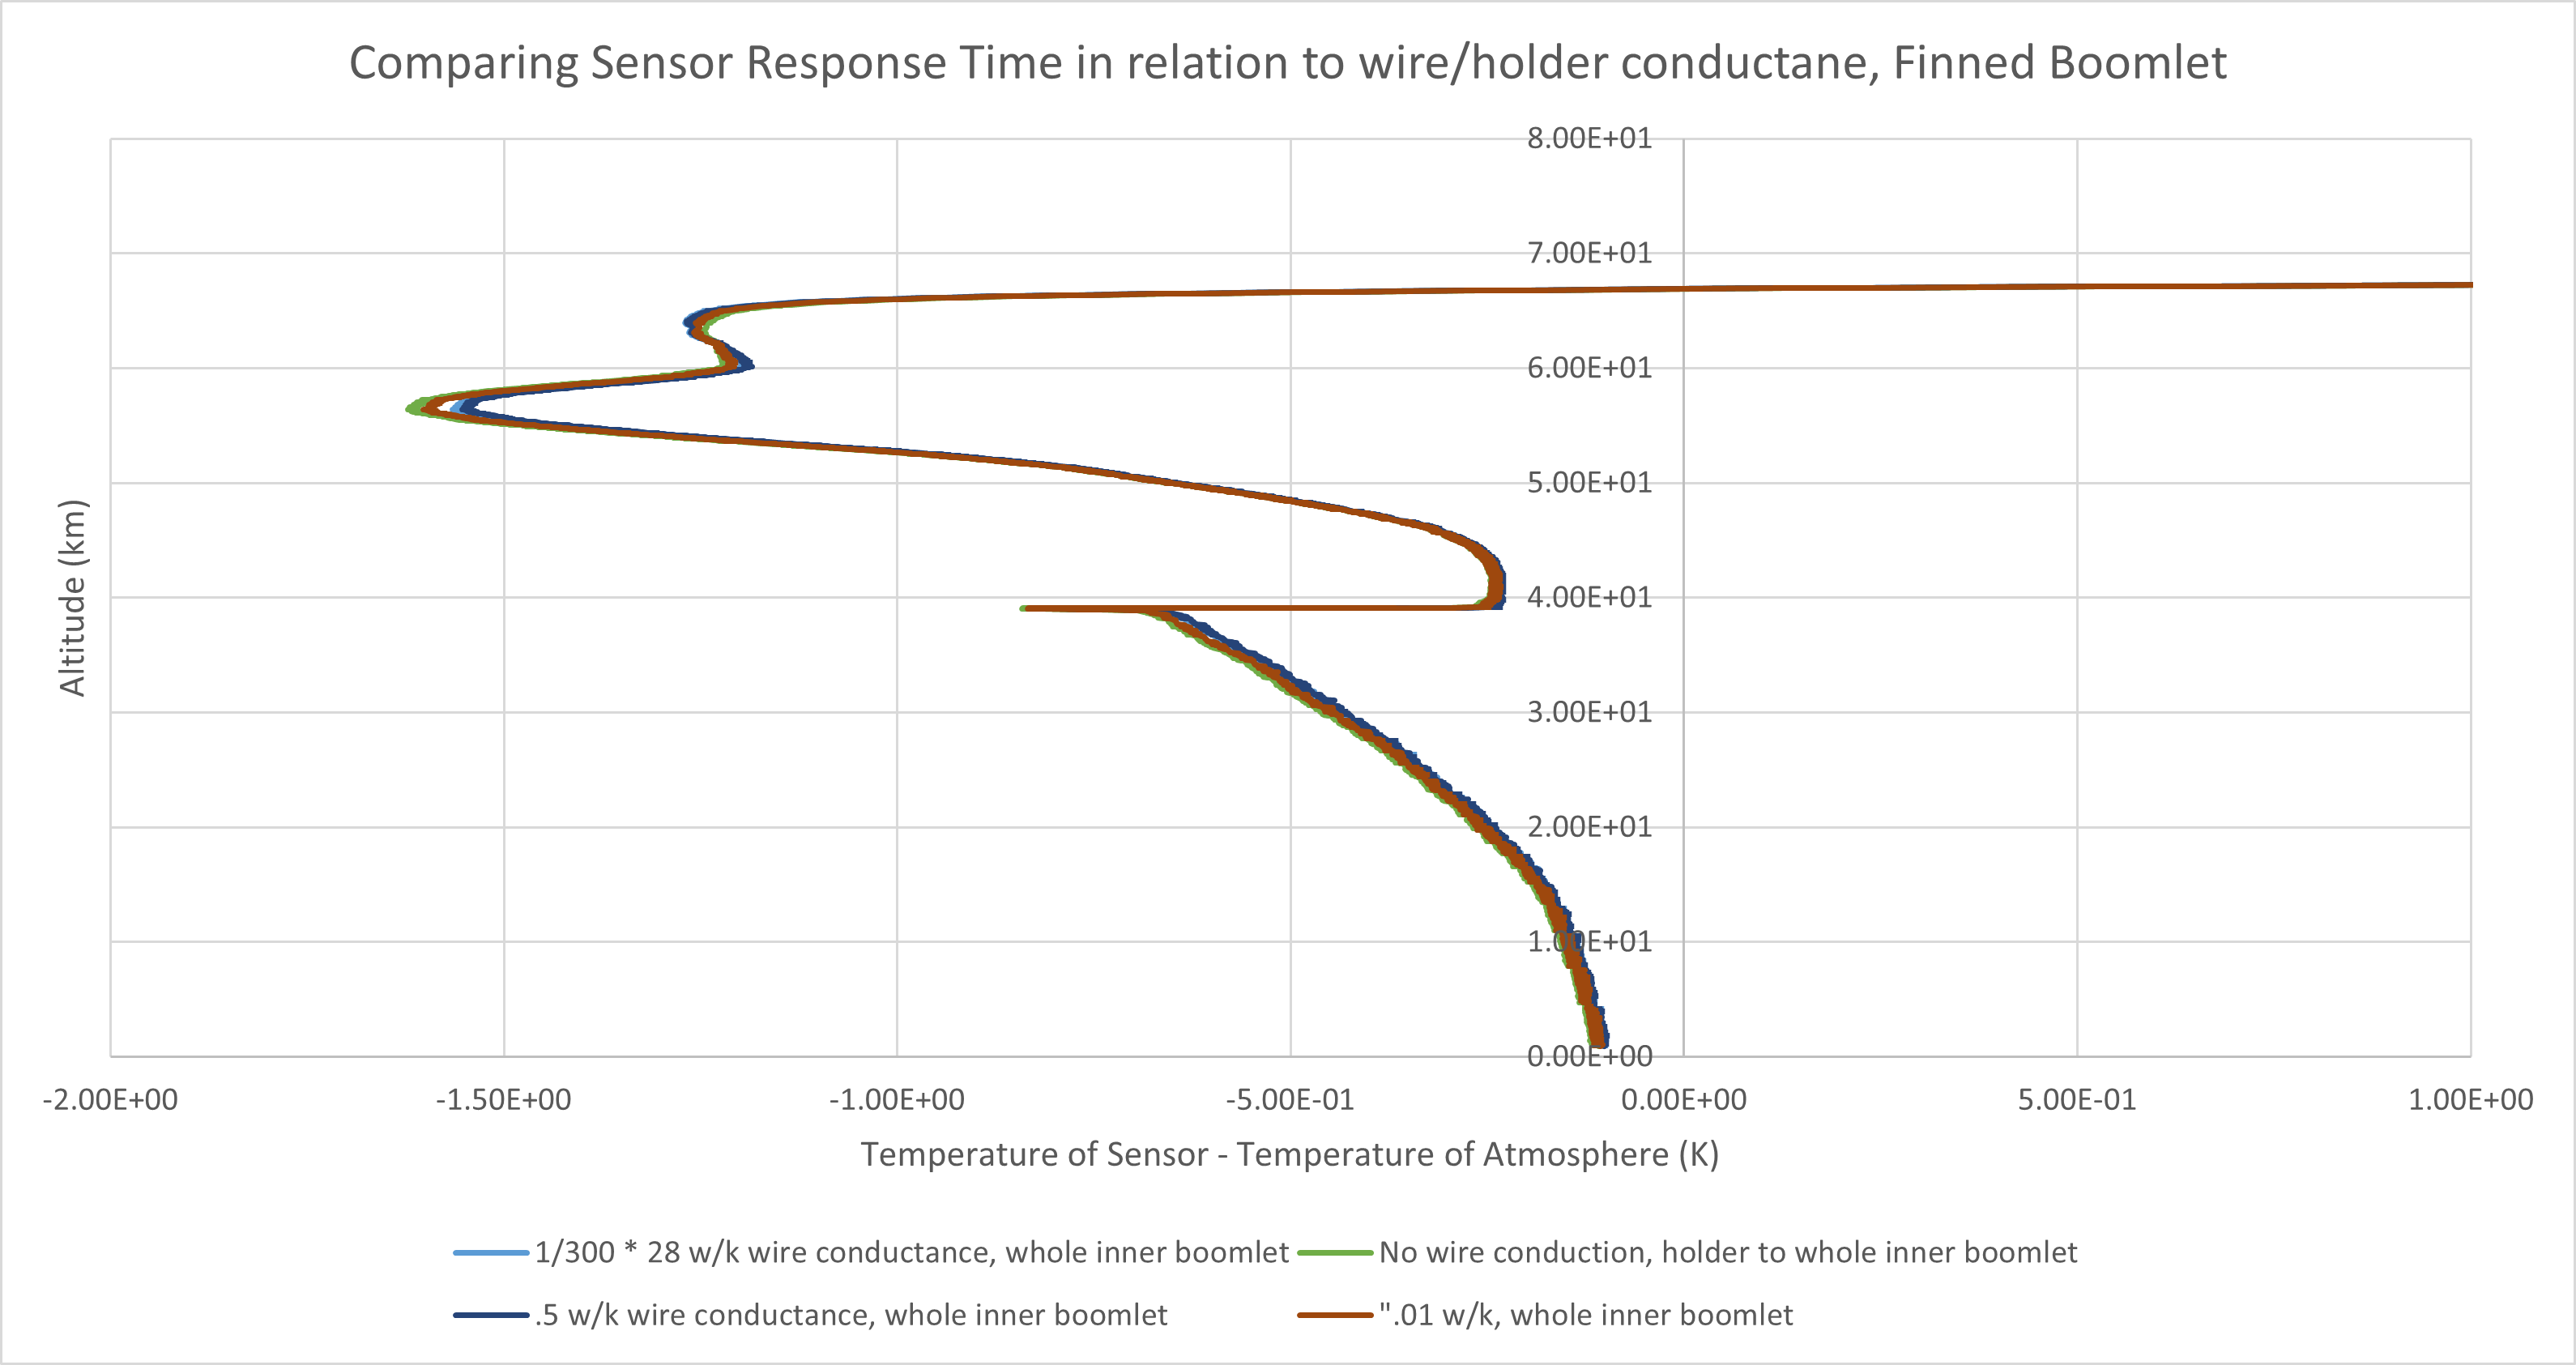 Comparing Sensor Response Time in relation to wire/holder conductane, Finned Boomlet
8.00E+01
7.00E+01
6.00E+01
5.00E+01
4.00E+01
3.00E+01
2.00E+01
1.00E+01
0.00E+00
Altitude (km)
-2.00E+00 -1.50E+00 -1.00E+00 -5.00E-01 0.00E+00 5.00E-01 1.00E+00
Temperature of Sensor - Temperature of Atmosphere (K)
1/300 * 28 w/k wire conductance, whole inner boomlet No wire conduction, holder to whole inner boomlet
.5 w/k wire conductance, whole inner boomlet ".01 w/k, whole inner boomlet